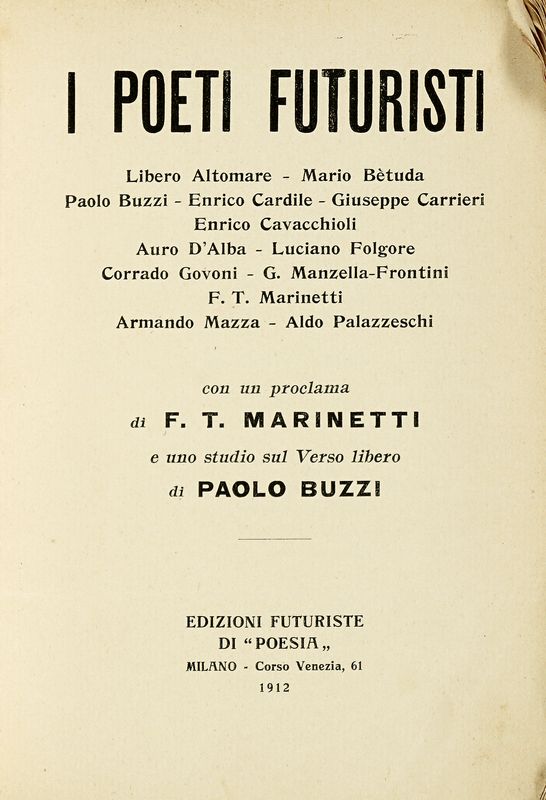 I POETI FUTURISTI
Libero Altomare - Mario Bètuda
Paolo Buzzi - Enrico Cardile - Giuseppe Carrieri
Enrico Cavacchioli
Auro D'Alba - Luciano Folgore
Corrado Govoni - G. Manzella-Frontini
F. T. Marinetti
Armando Mazza - Aldo Palazzeschi
con un proclama
di F. T. MARINETTI
e uno studio sul Verso libero
di PAOLO BUZZI
EDIZIONI FUTURISTE
DI “POESIA„
MILANO - Corso Venezia, 61
1912